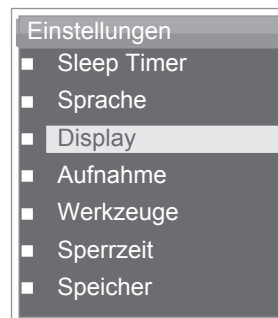 Einstellungen
Sleep Timer
Sprache
Display
Aufnahme
Werkzeuge
Sperrzeit
Speicher